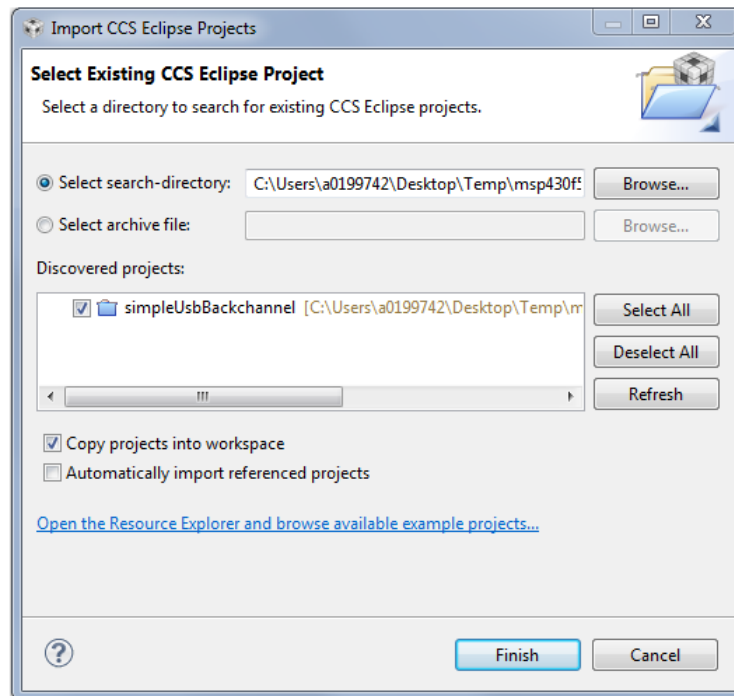 Import CCS Eclipse Projects
Select Existing CCS Eclipse Project
Select a directory to search for existing CCS Eclipse projects.
Select search-directory: C:\Users\a0199742\Desktop\Temp\msp430f5 Browse...
Select archive file: Browse...
Discovered projects:
simpleUsbBackchannel [C:\Users\a0199742\Desktop\Temp\m Select All
Deselect All
Refresh
Copy projects into workspace
Automatically import referenced projects
Open the Resource Explorer and browse available example projects...
? Finish Cancel